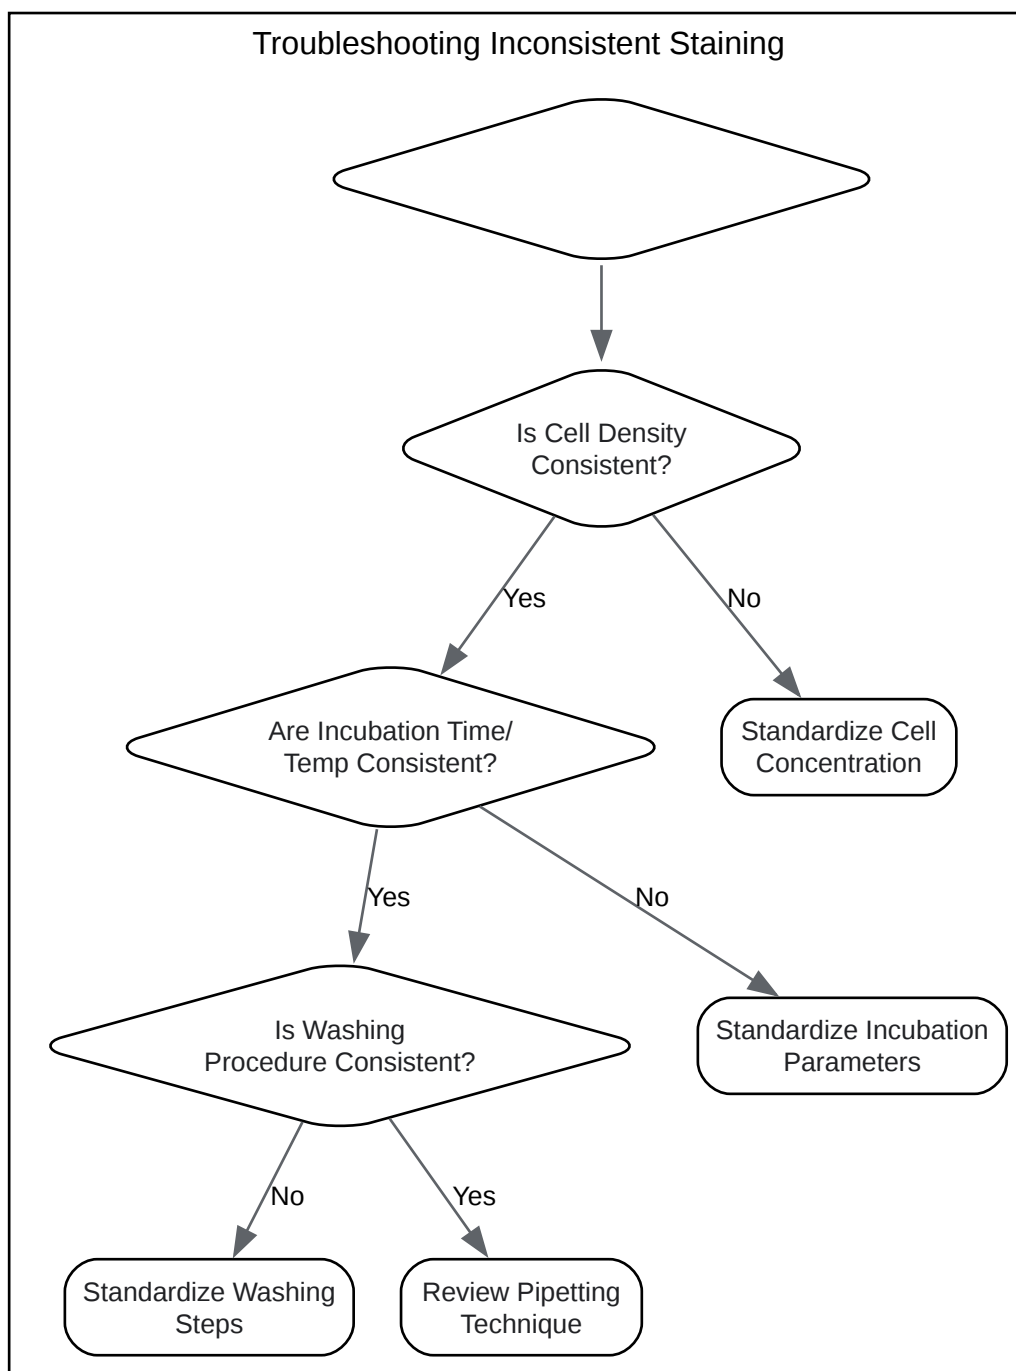 Troubleshooting Inconsistent Staining
Is Cell Density
Consistent?
Yes
No
Are Incubation Time/
Temp Consistent?
Standardize Cell
Concentration
Yes
No
Is Washing
Procedure Consistent?
Standardize Incubation
Parameters
No
Yes
Standardize Washing
Steps
Review Pipetting
Technique